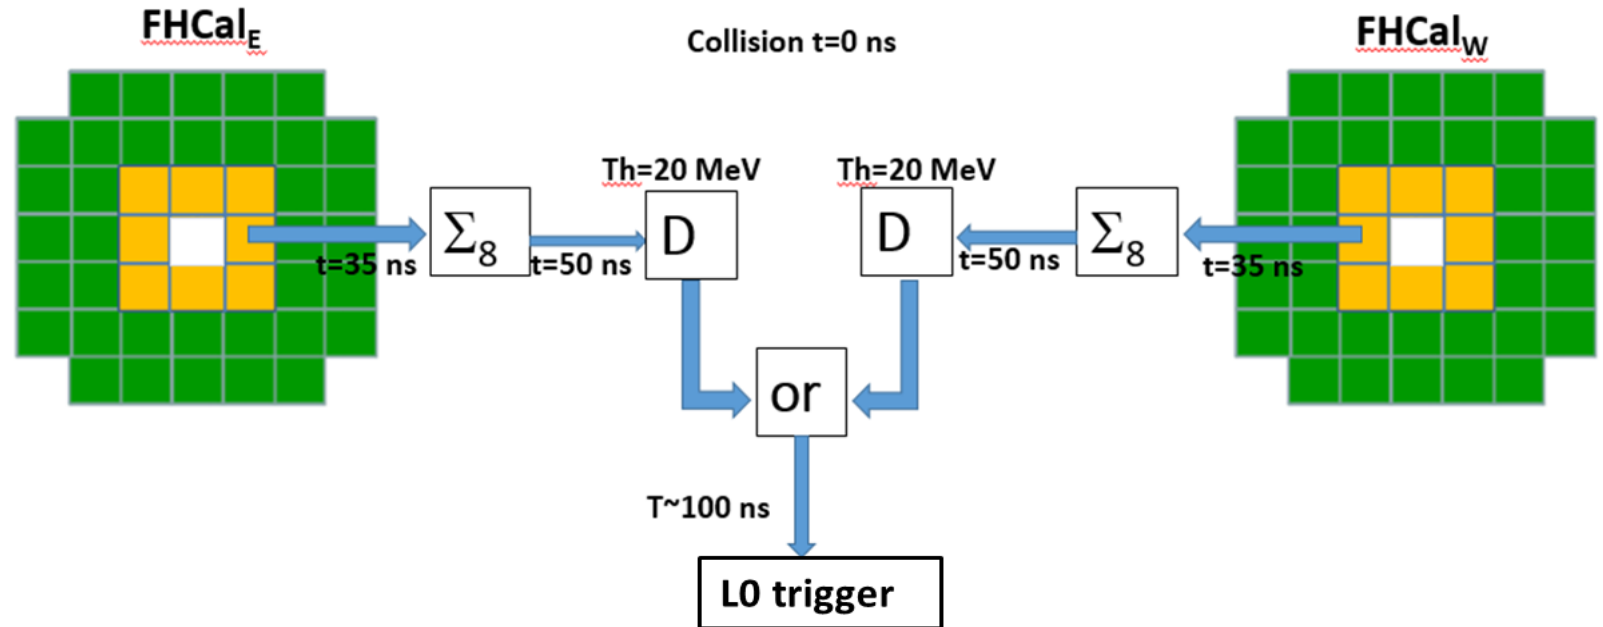 FHCalE
Collision t=0 ns
FHCalW
Th=20 MeV
Th=20 MeV
Σ8
D
D
Σ8
t=35 ns
t=50 ns
t=50 ns
t=35 ns
or
T~100 ns
L0 trigger